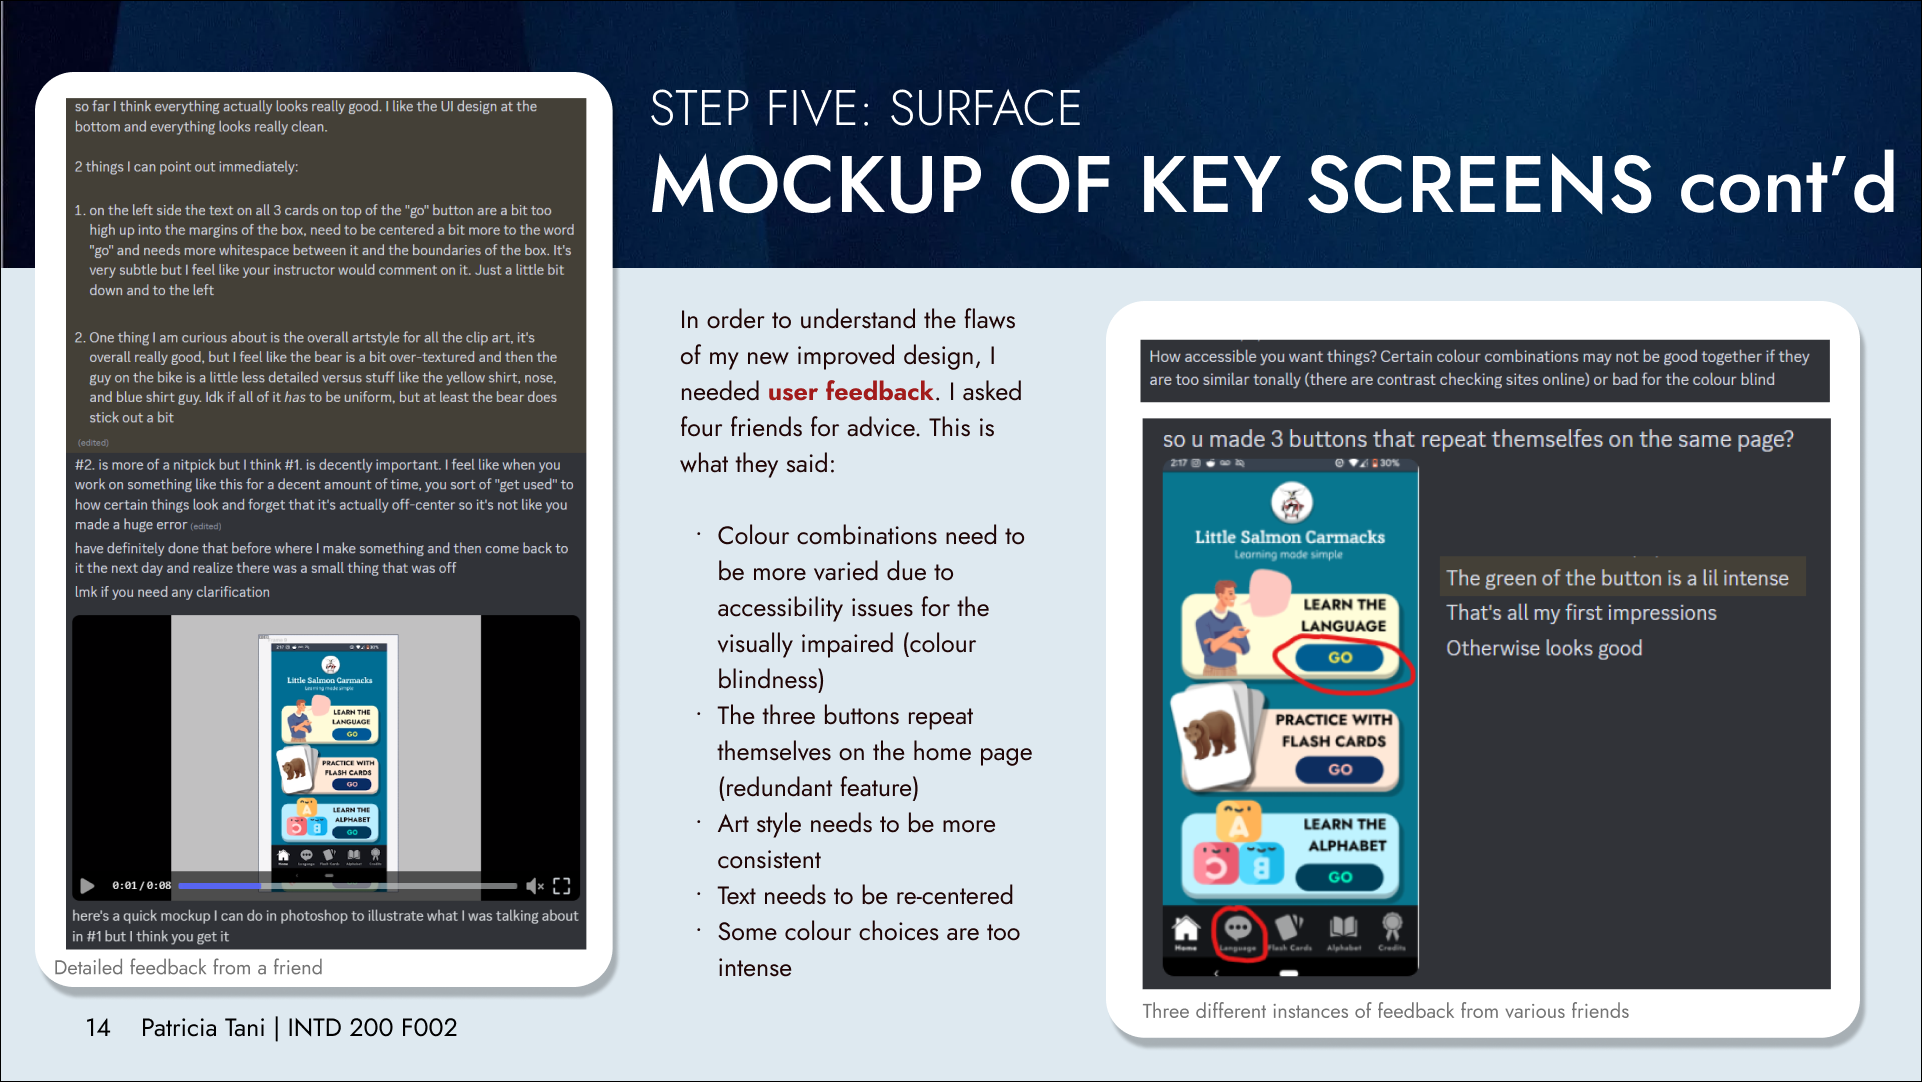 STEP FIVE: SURFACE
MOCKUP OF KEY SCREENS cont’d
so far I think everything actually looks really good. I like the UI design at the
bottom and everything looks really clean.
2 things I can point out immediately:
1. on the left side the text on all 3 cards on top of the "go" button are a bit too
high up into the margins of the box, need to be centered a bit more to the word
"go" and needs more whitespace between it and the boundaries of the box. It's
very subtle but I feel like your instructor would comment on it. Just a little bit
down and to the left
2. One thing I am curious about is the overall artstyle for all the clip art, it's
overall really good, but I feel like the bear is a bit over-textured and then the
guy on the bike is a little less detailed versus stuff like the yellow shirt, nose,
and blue shirt guy. Idk if all of it has to be uniform, but at least the bear does
stick out a bit
(edited)
#2. is more of a nitpick but I think #1. is decently important. I feel like when you
work on something like this for a decent amount of time, you sort of "get used" to
how certain things look and forget that it's actually off-center so it's not like you
made a huge error (edited)
have definitely done that before where I make something and then come back to
it the next day and realize there was a small thing that was off
lmk if you need any clarification
2:17 30%
Little Salmon Carmacks
Learning made simple
LEARN THE
LANGUAGE
GO
PRACTICE WITH
FLASH CARDS
GO
A
C B
LEARN THE
ALPHABET
GO
Home Language Flash Cards Alphabet Credits
0:01 / 0:08
here's a quick mockup I can do in photoshop to illustrate what I was talking about
in #1 but I think you get it
Detailed feedback from a friend
In order to understand the flaws
of my new improved design, I
needed user feedback. I asked
four friends for advice. This is
what they said:
· Colour combinations need to
be more varied due to
accessibility issues for the
visually impaired (colour
blindness)
· The three buttons repeat
themselves on the home page
(redundant feature)
· Art style needs to be more
consistent
· Text needs to be re-centered
· Some colour choices are too
intense
How accessible you want things? Certain colour combinations may not be good together if they
are too similar tonally (there are contrast checking sites online) or bad for the colour blind
so u made 3 buttons that repeat themselfes on the same page?
2:17 30%
Little Salmon Carmacks
Learning made simple
LEARN THE
LANGUAGE
GO
PRACTICE WITH
FLASH CARDS
GO
A
C B
LEARN THE
ALPHABET
GO
Home Language Flash Cards Alphabet Credits
The green of the button is a lil intense
That's all my first impressions
Otherwise looks good
Three different instances of feedback from various friends
14 Patricia Tani | INTD 200 F002